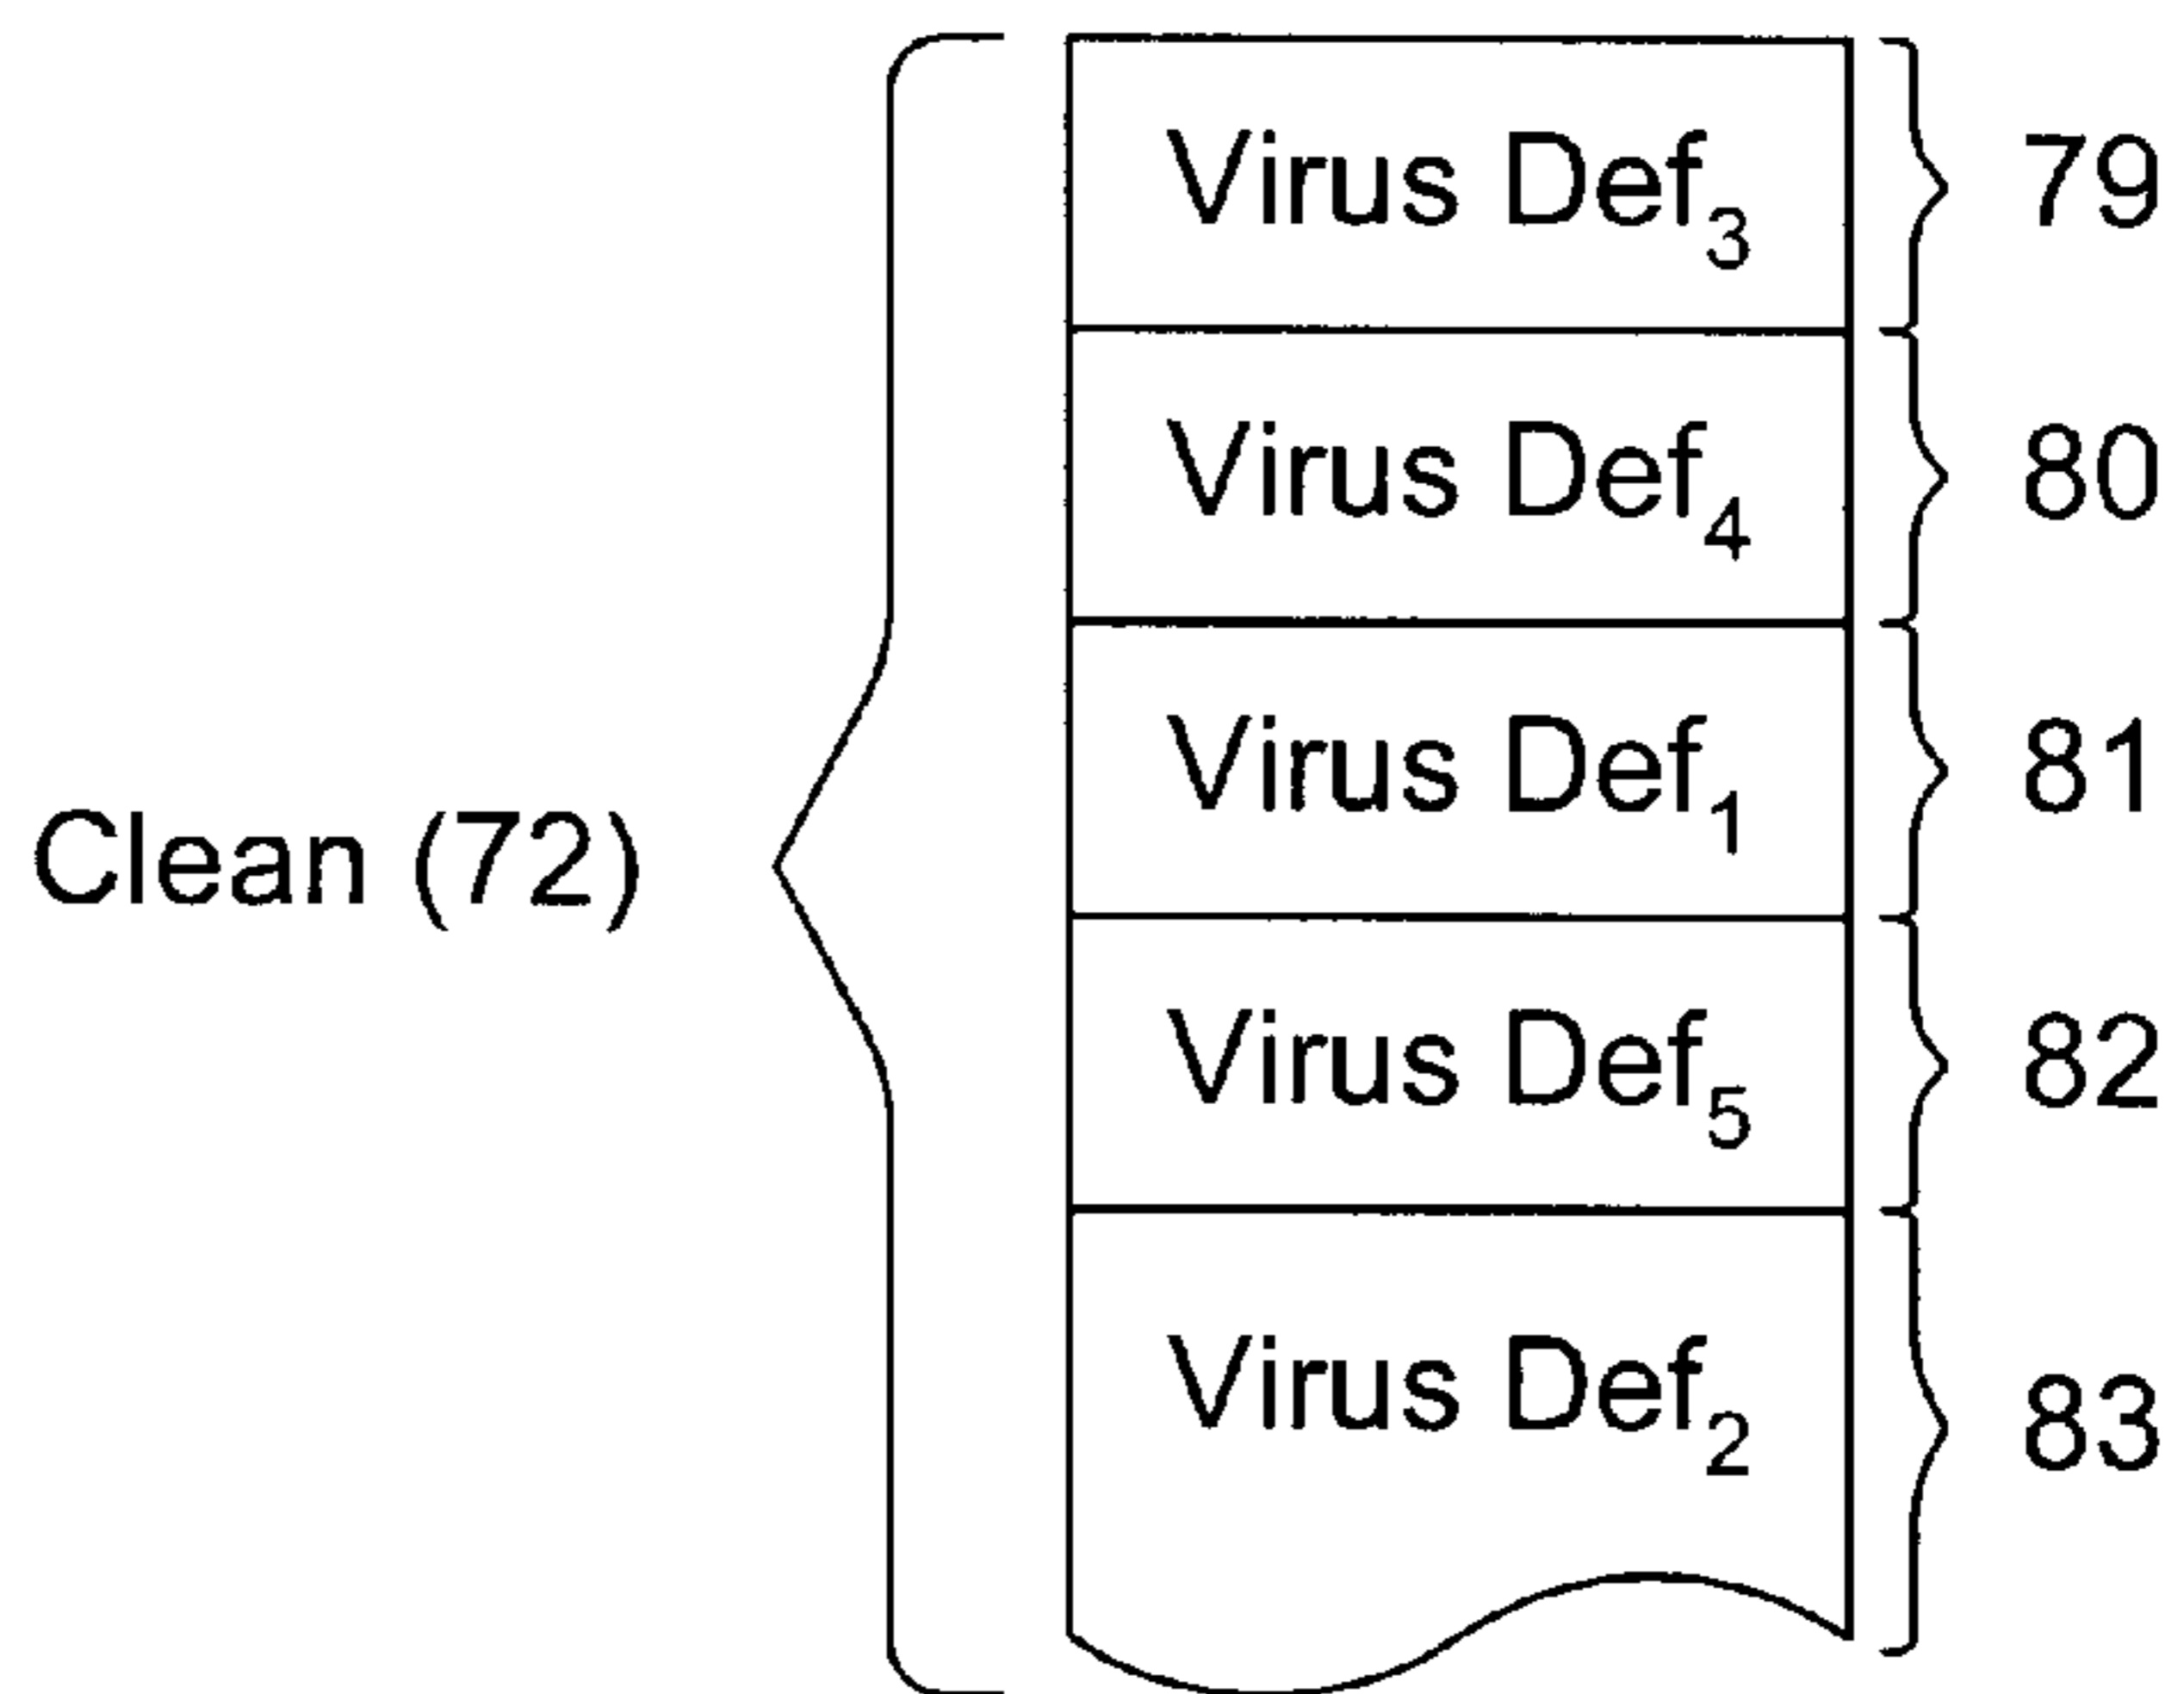 Virus Def₃ 79
Virus Def₄ 80
Virus Def₁ 81
Clean (72)
Virus Def₅ 82
Virus Def₂ 83